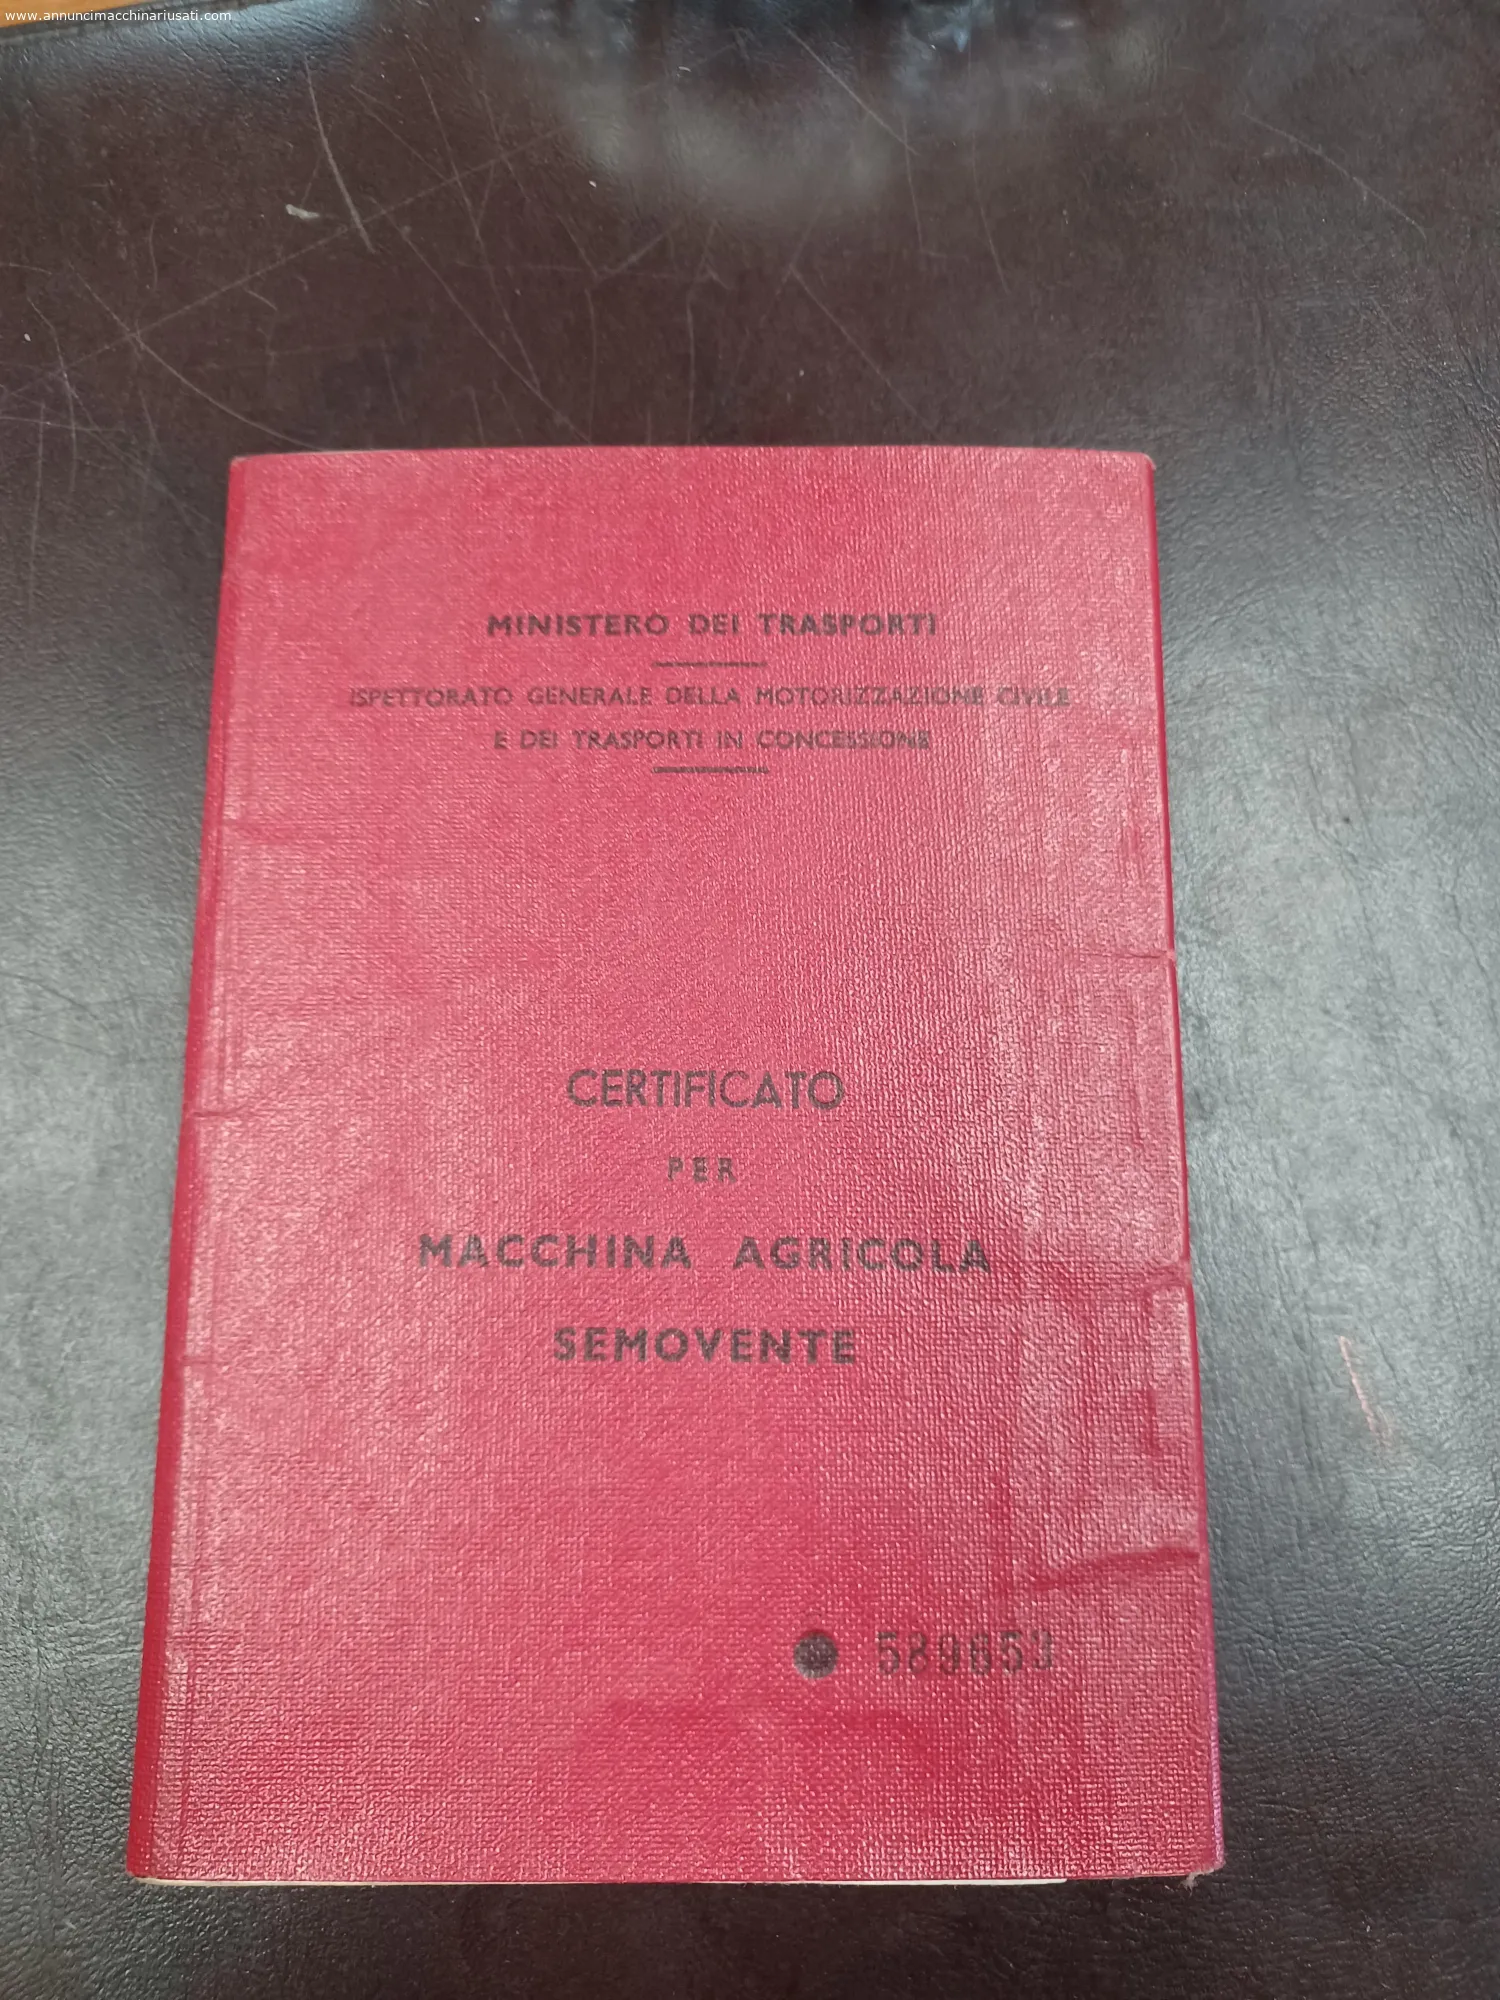 www.annuncimacchinariusati.com
MINISTERO DEI TRASPORTI
ISPETTORATO GENERALE DELLA MOTORIZZAZIONE CIVILE
E DEI TRASPORTI IN CONCESSIONE
CERTIFICATO
PER
MACCHINA AGRICOLA
SEMOVENTE
589653